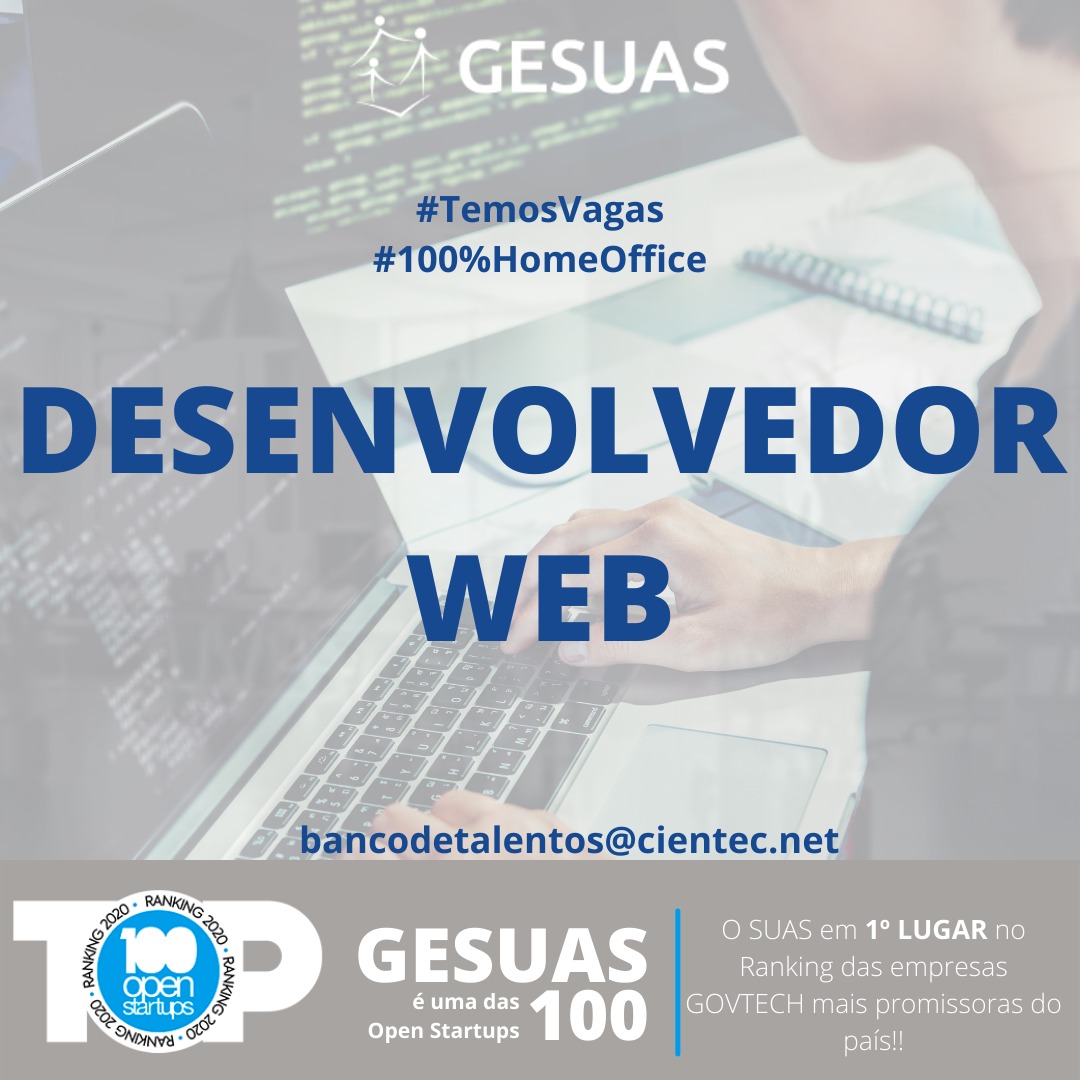 GESUAS
#TemosVagas
#100%HomeOffice
DESENVOLVEDOR
WEB
bancodetalentos@cientec.net
TOP
RANKING 2020 • RANKING 2020 • RANKING 2020 • RANKING 2020 •
100
open
startups
GESUAS
é uma das 100
Open Startups
O SUAS em 1º LUGAR no
Ranking das empresas
GOVTECH mais promissoras do
país!!